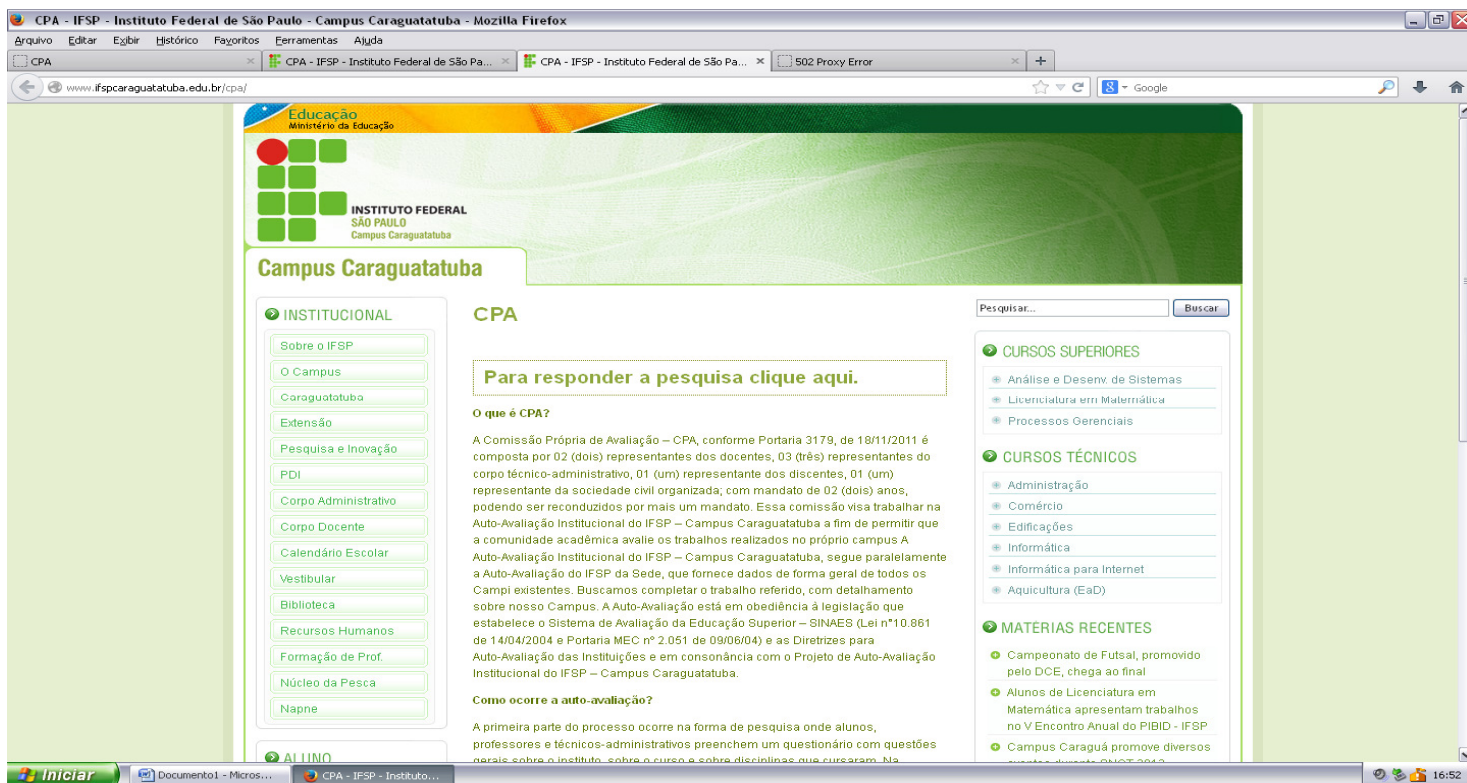 CPA - IFSP - Instituto Federal de São Paulo - Campus Caraguatatuba - Mozilla Firefox
Arquivo Editar Exibir Histórico Favoritos Ferramentas Ajuda
CPA
CPA - IFSP - Instituto Federal de São Pa...
CPA - IFSP - Instituto Federal de São Pa...
502 Proxy Error
www.ifspcaraguatatuba.edu.br/cpa/
Google
Educação
Ministério da Educação
INSTITUTO FEDERAL
SÃO PAULO
Campus Caraguatatuba
Campus Caraguatatuba
INSTITUCIONAL
Sobre o IFSP
O Campus
Caraguatatuba
Extensão
Pesquisa e Inovação
PDI
Corpo Administrativo
Corpo Docente
Calendário Escolar
Vestibular
Biblioteca
Recursos Humanos
Formação de Prof.
Núcleo da Pesca
Napne
ALUNO
CPA
Para responder a pesquisa clique aqui.
O que é CPA?
A Comissão Própria de Avaliação – CPA, conforme Portaria 3179, de 18/11/2011 é
composta por 02 (dois) representantes dos docentes, 03 (três) representantes do
corpo técnico-administrativo, 01 (um) representante dos discentes, 01 (um)
representante da sociedade civil organizada; com mandato de 02 (dois) anos,
podendo ser reconduzidos por mais um mandato. Essa comissão visa trabalhar na
Auto-Avaliação Institucional do IFSP – Campus Caraguatatuba a fim de permitir que
a comunidade acadêmica avalie os trabalhos realizados no próprio campus A
Auto-Avaliação Institucional do IFSP – Campus Caraguatatuba, segue paralelamente
a Auto-Avaliação do IFSP da Sede, que fornece dados de forma geral de todos os
Campi existentes. Buscamos completar o trabalho referido, com detalhamento
sobre nosso Campus. A Auto-Avaliação está em obediência á legislação que
estabelece o Sistema de Avaliação da Educação Superior – SINAES (Lei n°10.861
de 14/04/2004 e Portaria MEC nº 2.051 de 09/06/04) e as Diretrizes para
Auto-Avaliação das Instituições e em consonância com o Projeto de Auto-Avaliação
Institucional do IFSP – Campus Caraguatatuba.
Como ocorre a auto-avaliação?
A primeira parte do processo ocorre na forma de pesquisa onde alunos,
professores e técnicos-administrativos preenchem um questionário com questões
gerais sobre o instituto, sobre o curso e sobre disciplinas que cursaram. Na
Pesquisar...
Buscar
CURSOS SUPERIORES
Análise e Desenv. de Sistemas
Licenciatura em Matemática
Processos Gerenciais
CURSOS TÉCNICOS
Administração
Comércio
Edificações
Informática
Informática para Internet
Aquicultura (EaD)
MATÉRIAS RECENTES
Campeonato de Futsal, promovido
pelo DCE, chega ao final
Alunos de Licenciatura em
Matemática apresentam trabalhos
no V Encontro Anual do PIBID - IFSP
Campus Caraguá promove diversos
eventos durante SNCT 2013
Iniciar
Documento1 - Micros...
CPA - IFSP - Instituto...
16:52